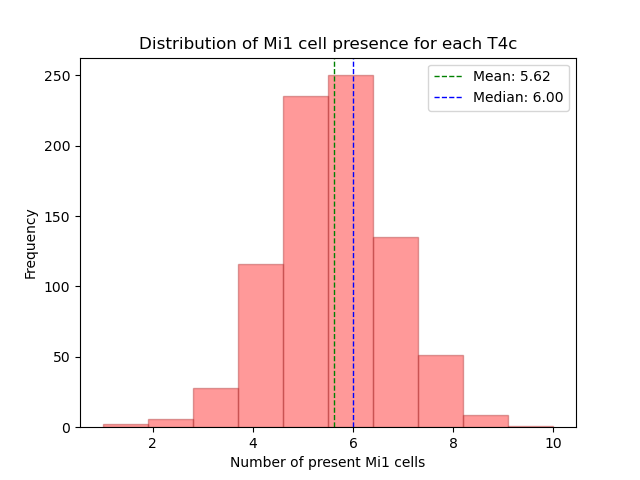 Distribution of Mi1 cell presence for each T4c
Mean: 5.62
Median: 6.00
250
200
150
100
50
0
Frequency
2 4 6 8 10
Number of present Mi1 cells